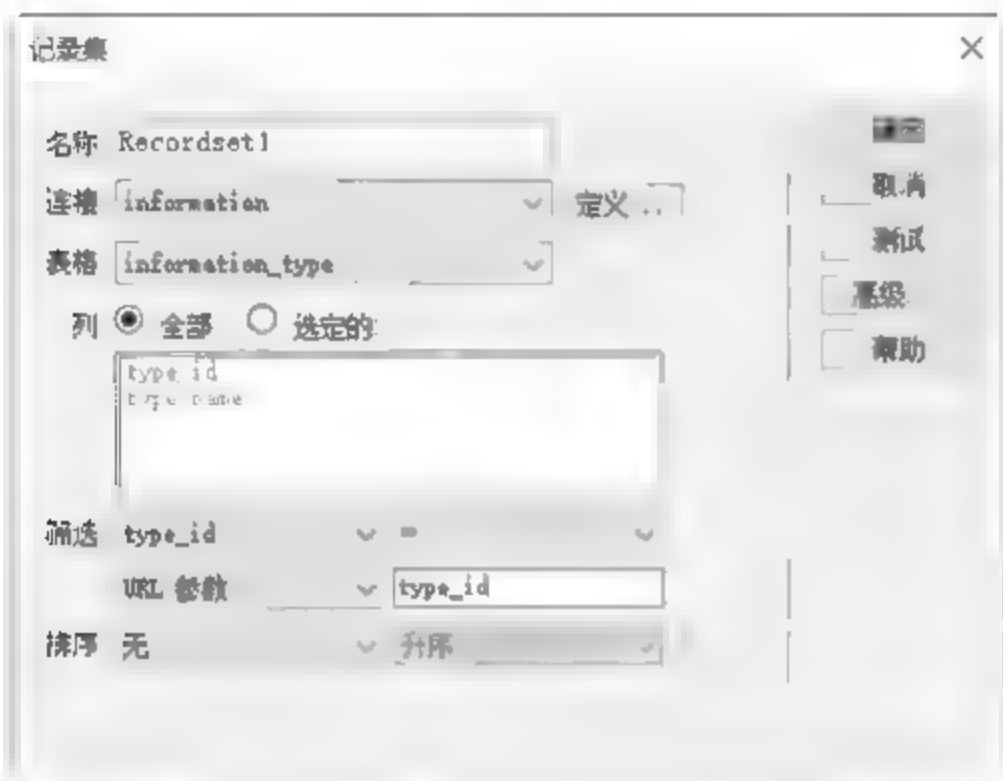 记录集
名称 Recordset1
连接 information 定义...
表格 information_type
列 全部 选定的:
type_id
type_name
筛选 type_id =
URL 参数 type_id
排序 无 升序
确定
取消
测试
高级
帮助